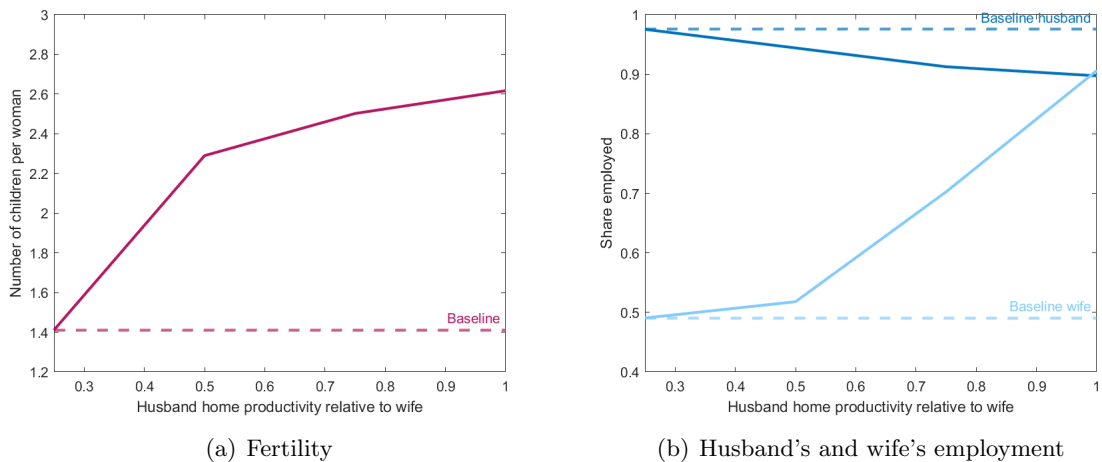 3
2.8
2.6
2.4
2.2
2
1.8
1.6
1.4
1.2
Number of children per woman
Baseline
0.3 0.4 0.5 0.6 0.7 0.8 0.9 1
Husband home productivity relative to wife
(a) Fertility
1
0.9
0.8
0.7
0.6
0.5
0.4
Share employed
Baseline husband
Baseline wife
0.3 0.4 0.5 0.6 0.7 0.8 0.9 1
Husband home productivity relative to wife
(b) Husband's and wife's employment